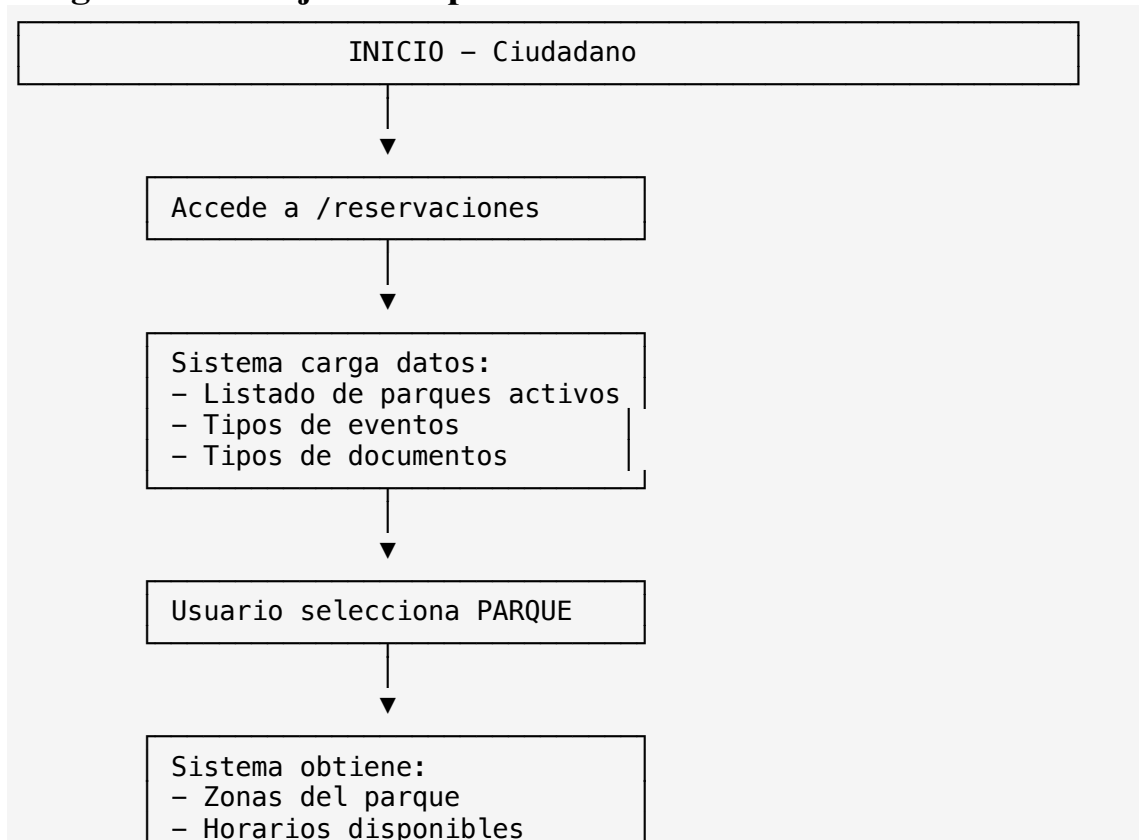 INICIO – Ciudadano
Accede a /reservaciones
Sistema carga datos:
– Listado de parques activos
– Tipos de eventos
– Tipos de documentos
Usuario selecciona PARQUE
Sistema obtiene:
– Zonas del parque
– Horarios disponibles